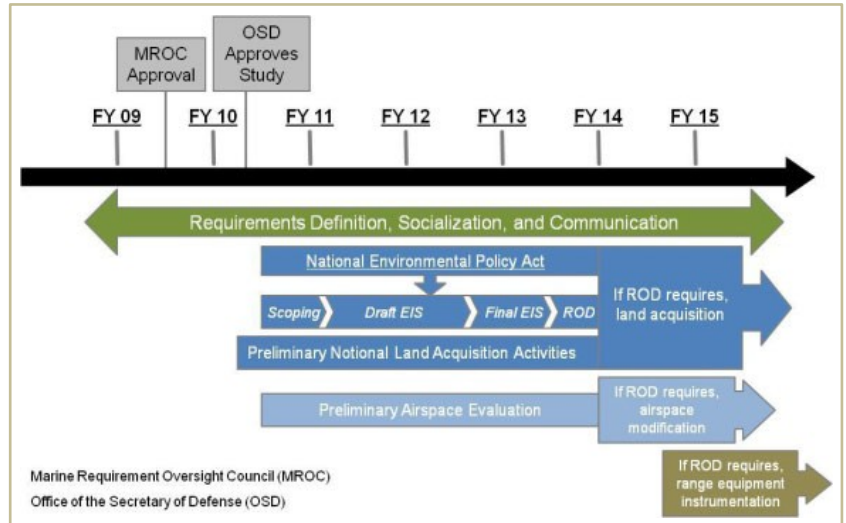 MROC
Approval
OSD
Approves
Study
FY 09
FY 10
FY 11
FY 12
FY 13
FY 14
FY 15
Requirements Definition, Socialization, and Communication
National Environmental Policy Act
Scoping
Draft EIS
Final EIS
ROD
If ROD requires,
land acquisition
Preliminary Notional Land Acquisition Activities
Preliminary Airspace Evaluation
If ROD requires,
airspace
modification
If ROD requires,
range equipment
instrumentation
Marine Requirement Oversight Council (MROC)
Office of the Secretary of Defense (OSD)